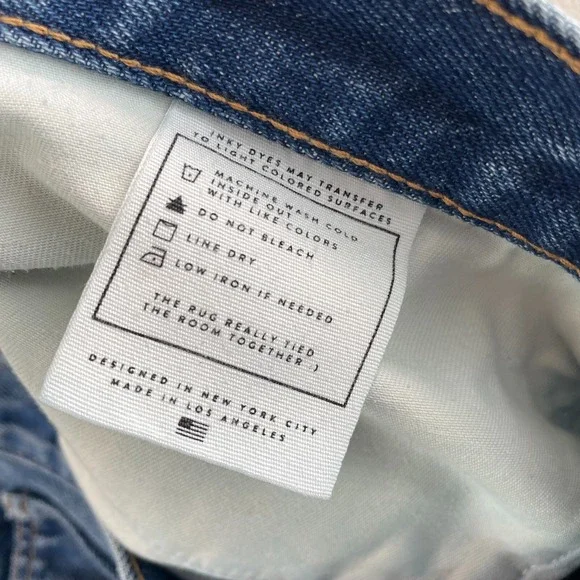 INKY DYES MAY TRANSFER
TO LIGHT COLORED SURFACES
MACHINE WASH COLD
INSIDE OUT
WITH LIKE COLORS
DO NOT BLEACH
LINE DRY
LOW IRON IF NEEDED
THE RUG REALLY TIED
THE ROOM TOGETHER :)
DESIGNED IN NEW YORK CITY
MADE IN LOS ANGELES